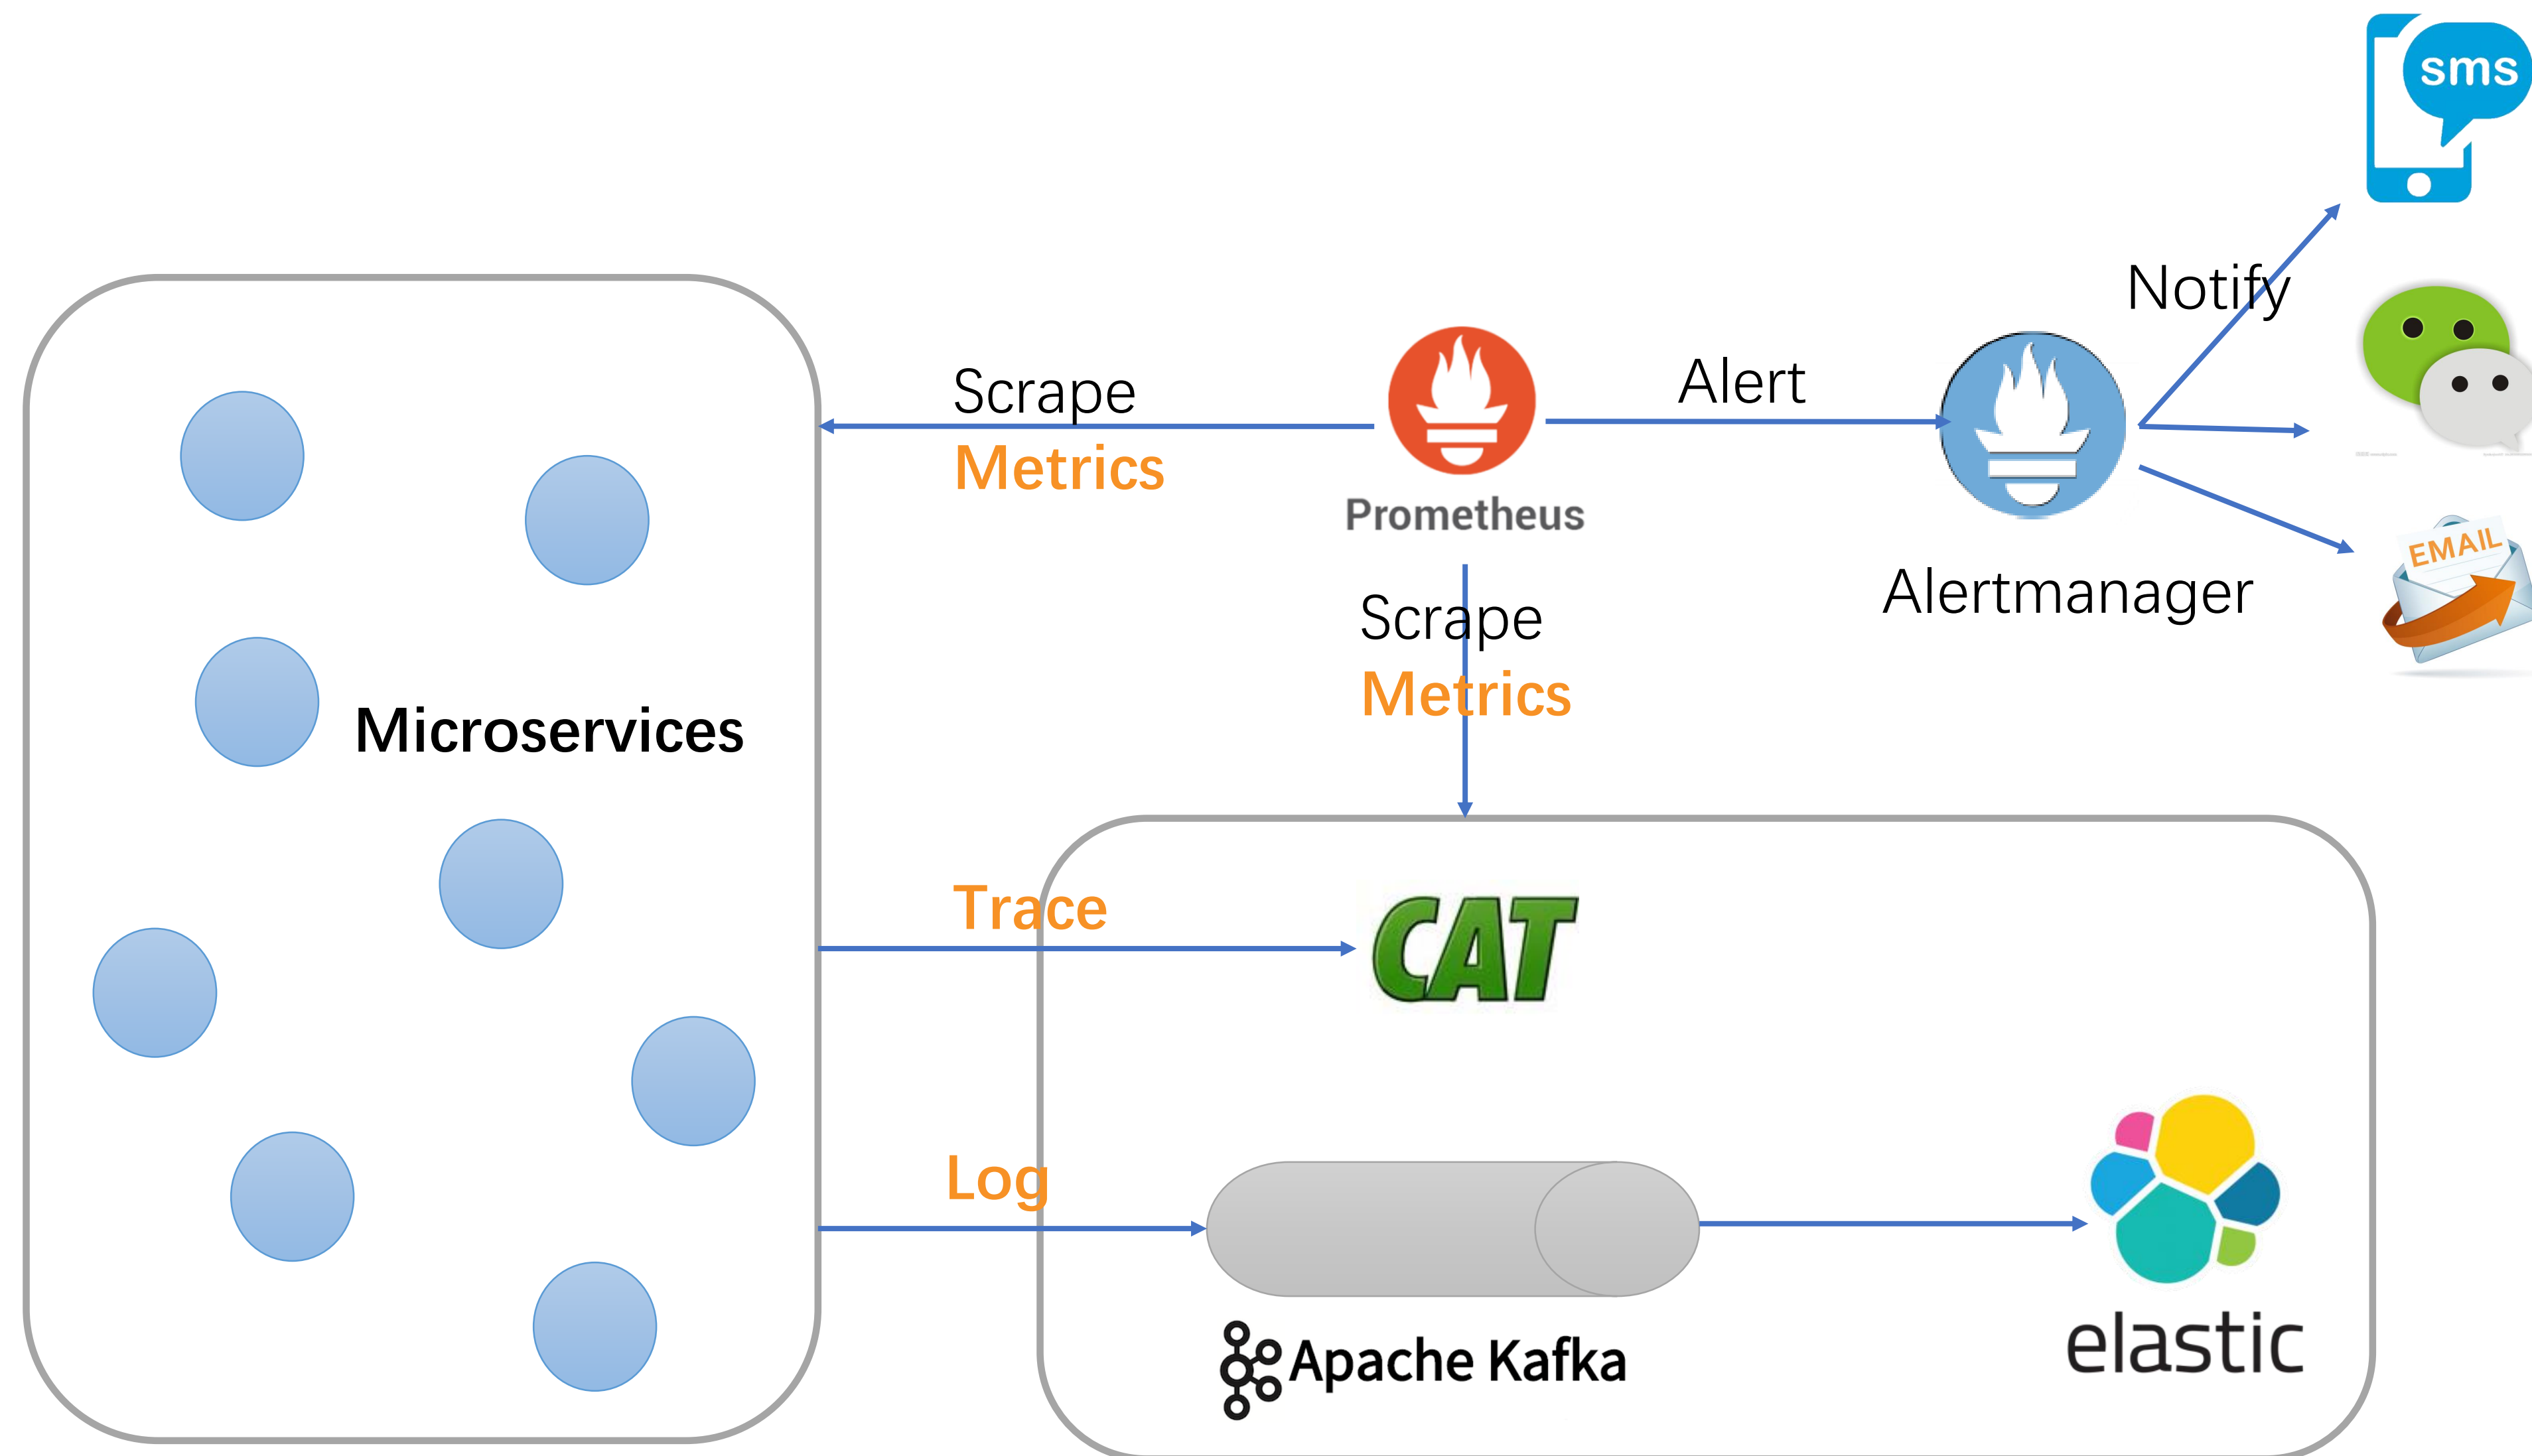 sms
Notify
Scrape
Metrics
Prometheus
Alert
Alertmanager
EMAIL
Scrape
Metrics
Microservices
Trace
CAT
Log
Apache Kafka
elastic